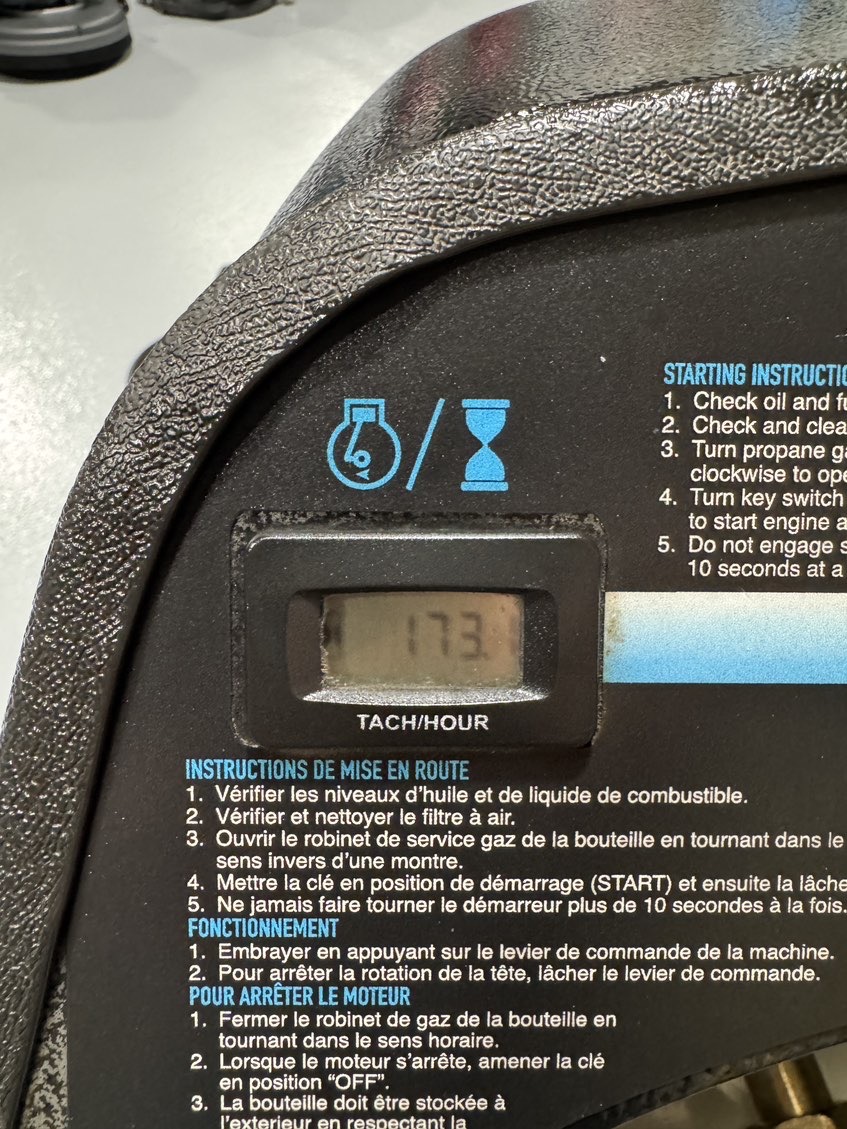 STARTING INSTRUCTIO
1. Check oil and fu
2. Check and clea
3. Turn propane ga
clockwise to ope
4. Turn key switch
to start engine a
5. Do not engage s
10 seconds at a
173.1
TACH/HOUR
INSTRUCTIONS DE MISE EN ROUTE
1. Vérifier les niveaux d'huile et de liquide de combustible.
2. Vérifier et nettoyer le filtre à air.
3. Ouvrir le robinet de service gaz de la bouteille en tournant dans le
sens invers d'une montre.
4. Mettre la clé en position de démarrage (START) et ensuite la lâche
5. Ne jamais faire tourner le démarreur plus de 10 secondes à la fois.
FONCTIONNEMENT
1. Embrayer en appuyant sur le levier de commande de la machine.
2. Pour arrêter la rotation de la tête, lâcher le levier de commande.
POUR ARRÊTER LE MOTEUR
1. Fermer le robinet de gaz de la bouteille en
tournant dans le sens horaire.
2. Lorsque le moteur s'arrête, amener la clé
en position "OFF".
3. La bouteille doit être stockée à
l'exterieur en respectant la